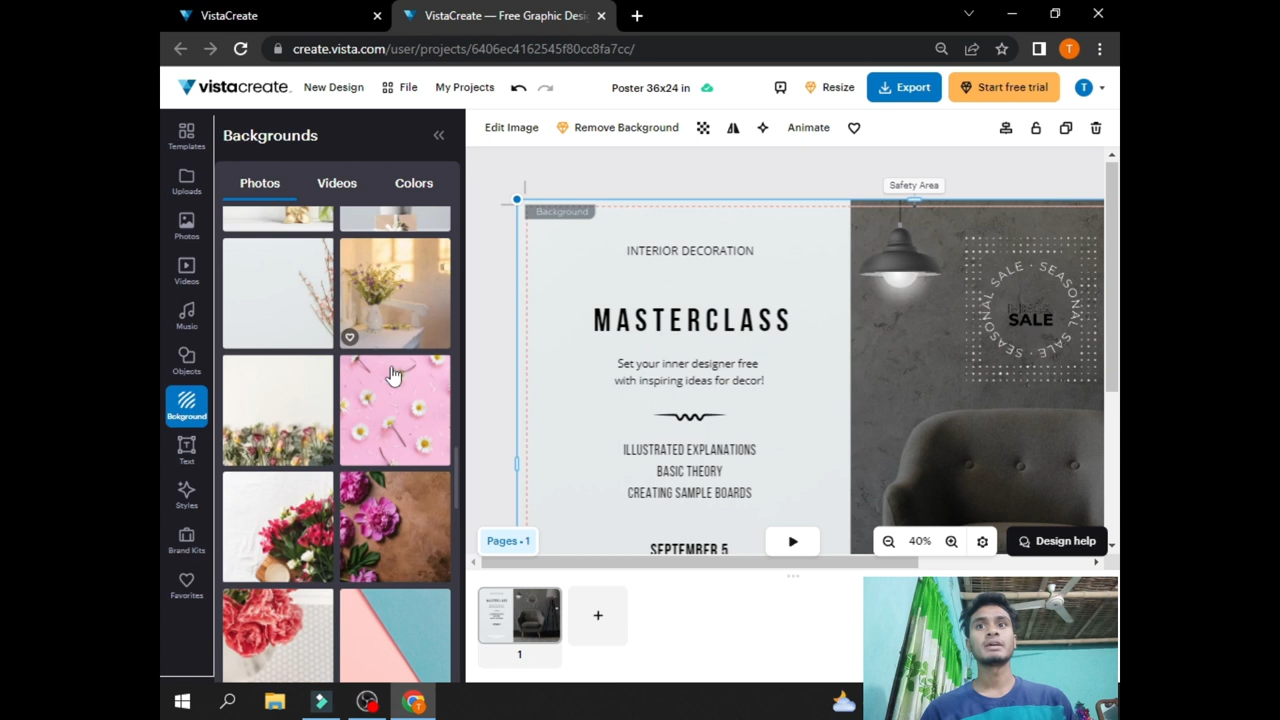 VistaCreate
VistaCreate — Free Graphic Desi
create.vista.com/user/projects/6406ec4162545f80cc8fa7cc/
T
vistacreate
New Design
File
My Projects
Poster 36x24 in
Resize
Export
Start free trial
T
Templates
Uploads
Photos
Videos
Music
Objects
Background
Text
Styles
Brand Kits
Favorites
Backgrounds
Photos
Videos
Colors
Edit Image
Remove Background
Animate
Safety Area
Background
INTERIOR DECORATION
MASTERCLASS
Set your inner designer free
with inspiring ideas for decor!
ILLUSTRATED EXPLANATIONS
BASIC THEORY
CREATING SAMPLE BOARDS
SEPTEMBER 5
SEASONAL SALE · SEASONAL SALE ·
SALE
Pages • 1
40%
Design help
1
T